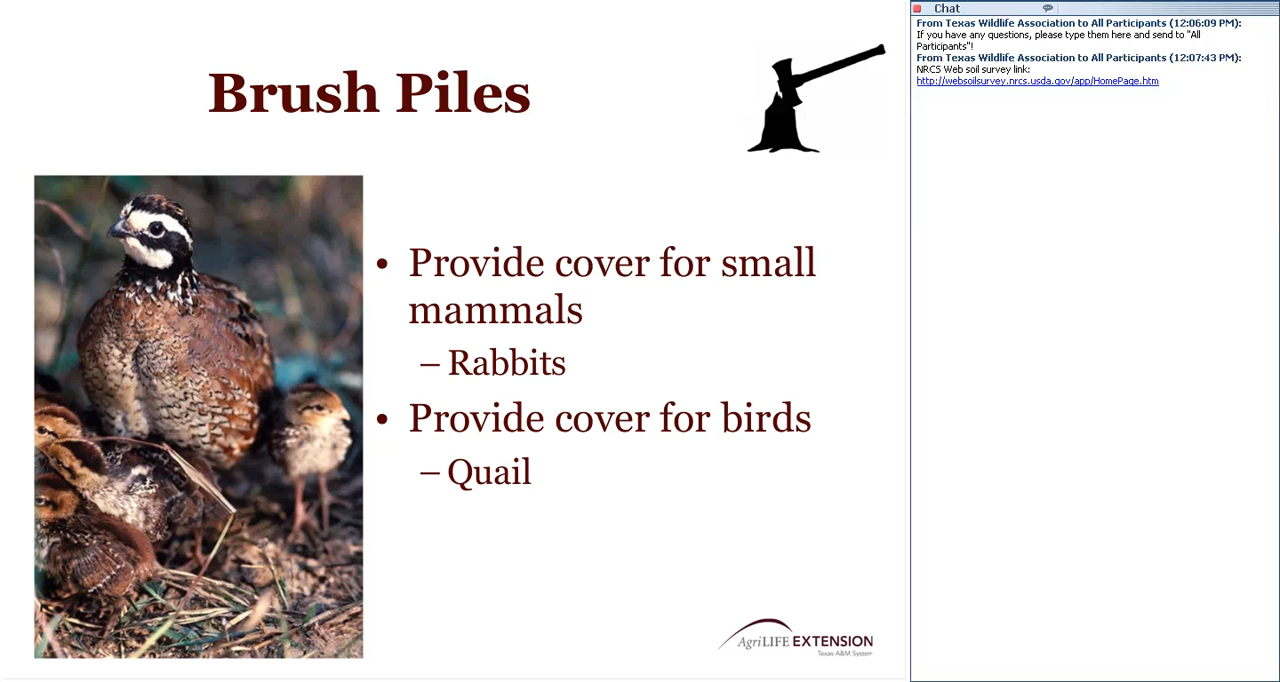 Brush Piles
• Provide cover for small
mammals
– Rabbits
• Provide cover for birds
– Quail
AgriLIFE EXTENSION
Texas A&M System
Chat
From Texas Wildlife Association to All Participants (12:06:09 PM):
If you have any questions, please type them here and send to "All
Participants"!
From Texas Wildlife Association to All Participants (12:07:43 PM):
NRCS Web soil survey link:
http://websoilsurvey.nrcs.usda.gov/app/HomePage.htm